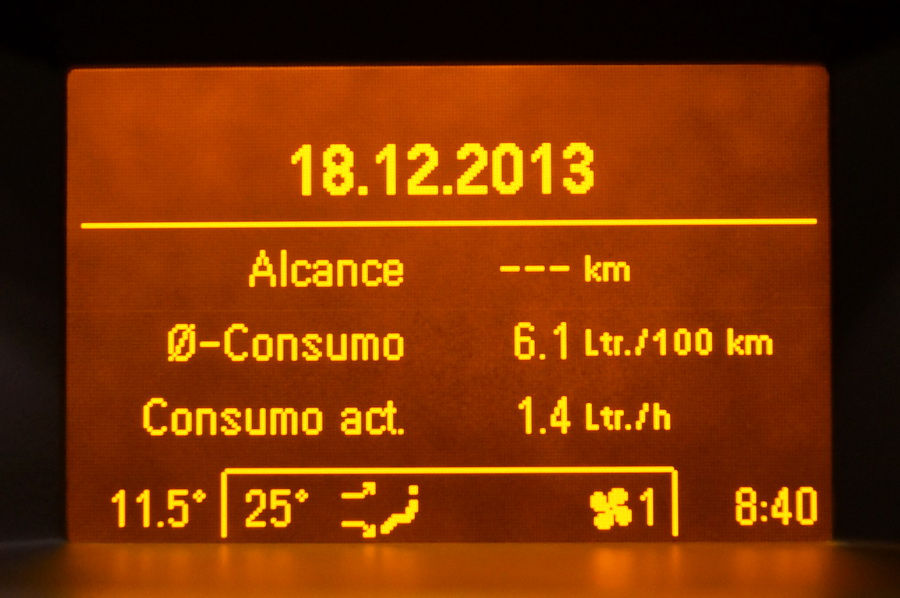 18.12.2013
Alcance --- km
Ø-Consumo 6.1 Ltr./100 km
Consumo act. 1.4 Ltr./h
11.5° 25° 1 8:40